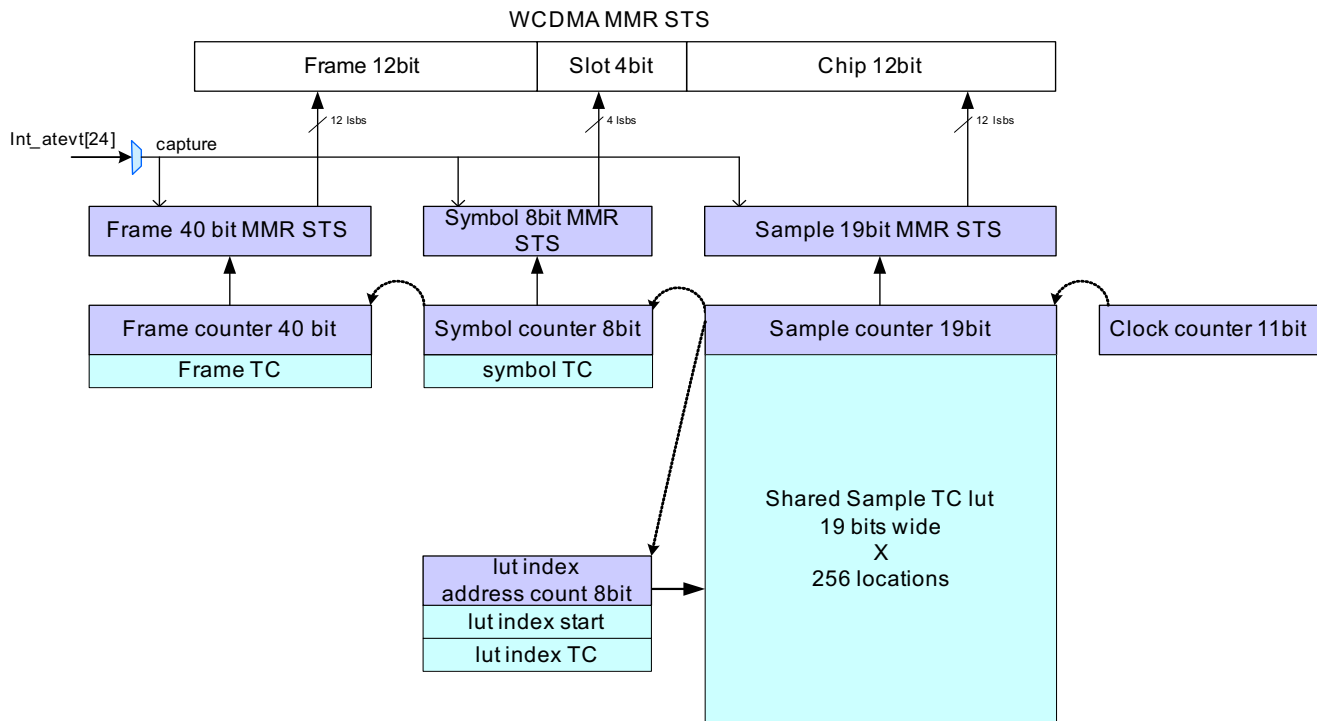 WCDMA MMR STS
Frame 12bit
Slot 4bit
Chip 12bit
12 lsbs
4 lsbs
12 lsbs
Int_atevt[24]
capture
Frame 40 bit MMR STS
Symbol 8bit MMR
STS
Sample 19bit MMR STS
Frame counter 40 bit
Symbol counter 8bit
Sample counter 19bit
Clock counter 11bit
Frame TC
symbol TC
Shared Sample TC lut
19 bits wide
X
256 locations
lut index
address count 8bit
lut index start
lut index TC